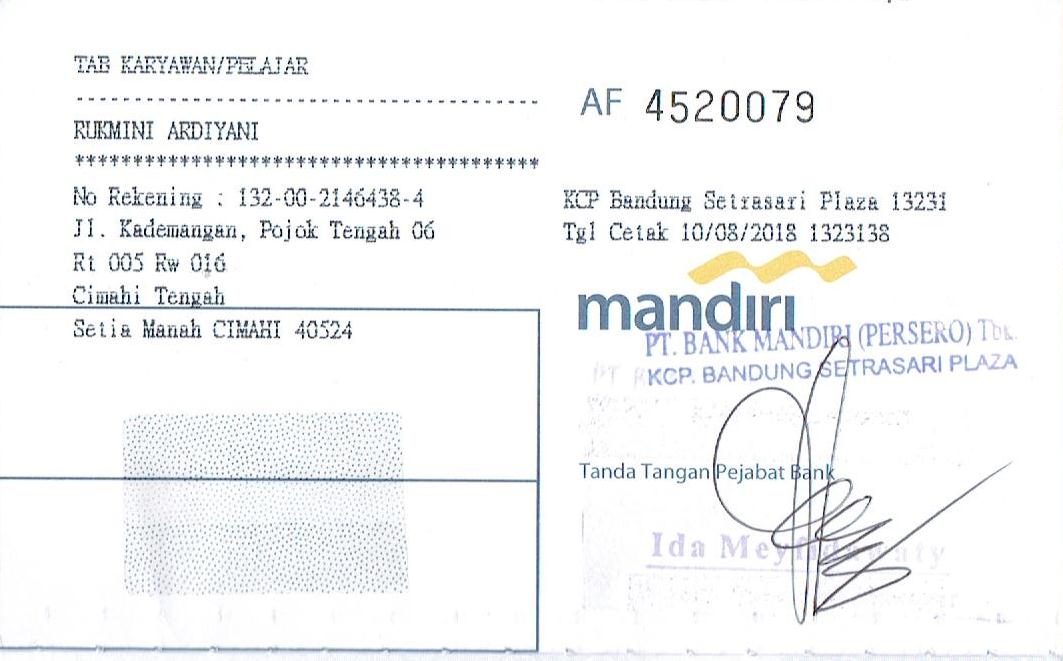 TAB KARYAWAN/PELAJAR
----------------------------------------
RUKMINI ARDIYANI
****************************************
No Rekening : 132-00-2146438-4
Jl. Kademangan, Pojok Tengah 06
Rt 005 Rw 016
Cimahi Tengah
Setia Manah CIMAHI 40524
AF 4520079
KCP Bandung Setrasari Plaza 13231
Tgl Cetak 10/08/2018 1323138
mandiri
PT. BANK MANDIRI (PERSERO) Tbk.
KCP. BANDUNG SETRASARI PLAZA
Tanda Tangan Pejabat Bank
Ida